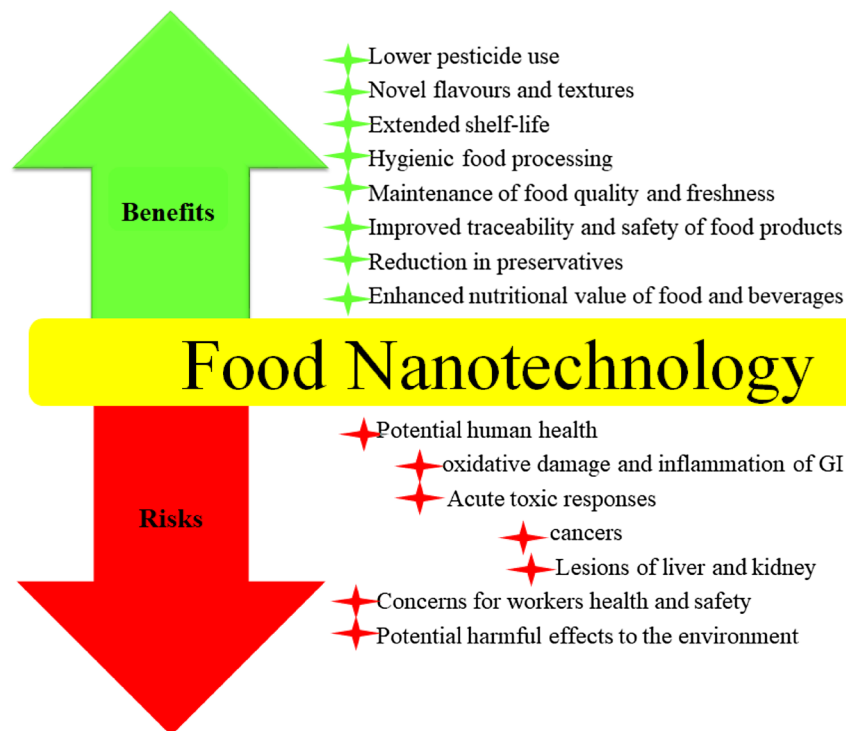 Lower pesticide use
Novel flavours and textures
Extended shelf-life
Hygienic food processing
Maintenance of food quality and freshness
Benefits
Improved traceability and safety of food products
Reduction in preservatives
Enhanced nutritional value of food and beverages
Food Nanotechnology
Potential human health
oxidative damage and inflammation of GI
Acute toxic responses
Risks
cancers
Lesions of liver and kidney
Concerns for workers health and safety
Potential harmful effects to the environment